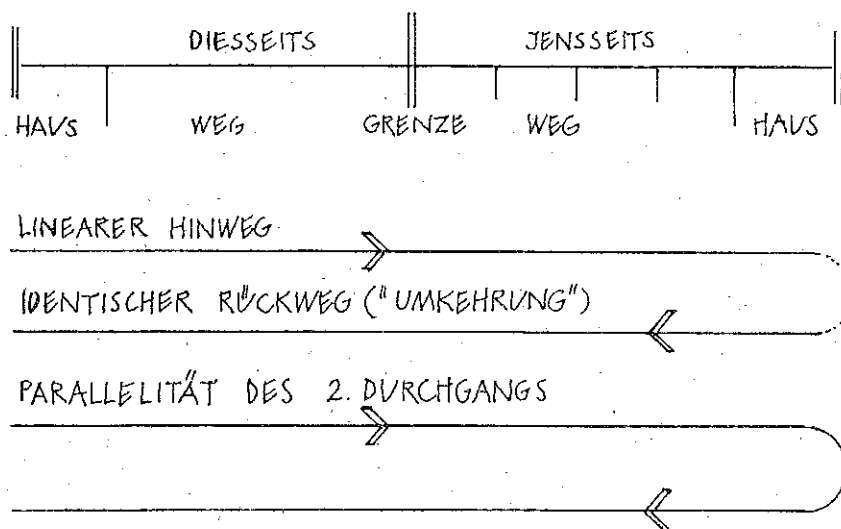 DIESSEITS JENSSEITS
HAUS WEG GRENZE WEG HAUS
LINEARER HINWEG
IDENTISCHER RÜCKWEG ("UMKEHRUNG")
PARALLELITÄT DES 2. DURCHGANGS